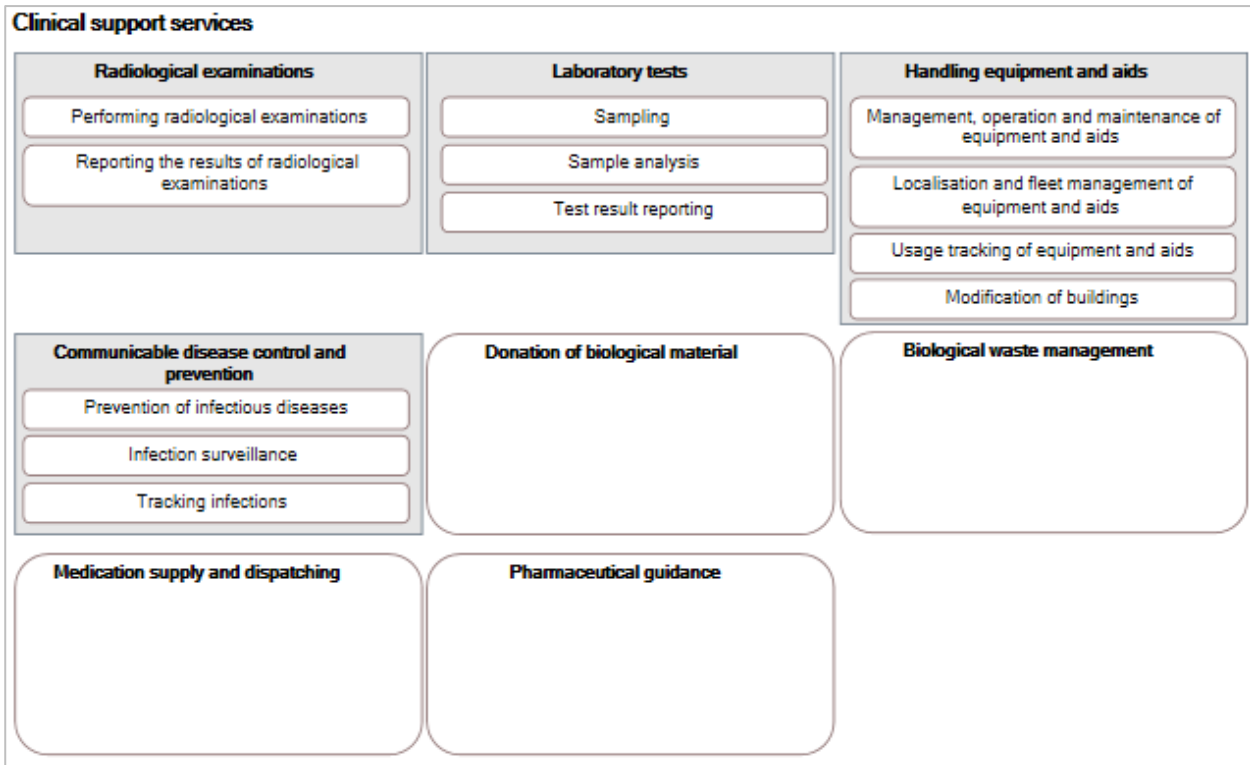 Clinical support services
Radiological examinations
Performing radiological examinations
Reporting the results of radiological
examinations
Laboratory tests
Sampling
Sample analysis
Test result reporting
Handling equipment and aids
Management, operation and maintenance of
equipment and aids
Localisation and fleet management of
equipment and aids
Usage tracking of equipment and aids
Modification of buildings
Communicable disease control and
prevention
Prevention of infectious diseases
Infection surveillance
Tracking infections
Donation of biological material
Biological waste management
Medication supply and dispatching
Pharmaceutical guidance